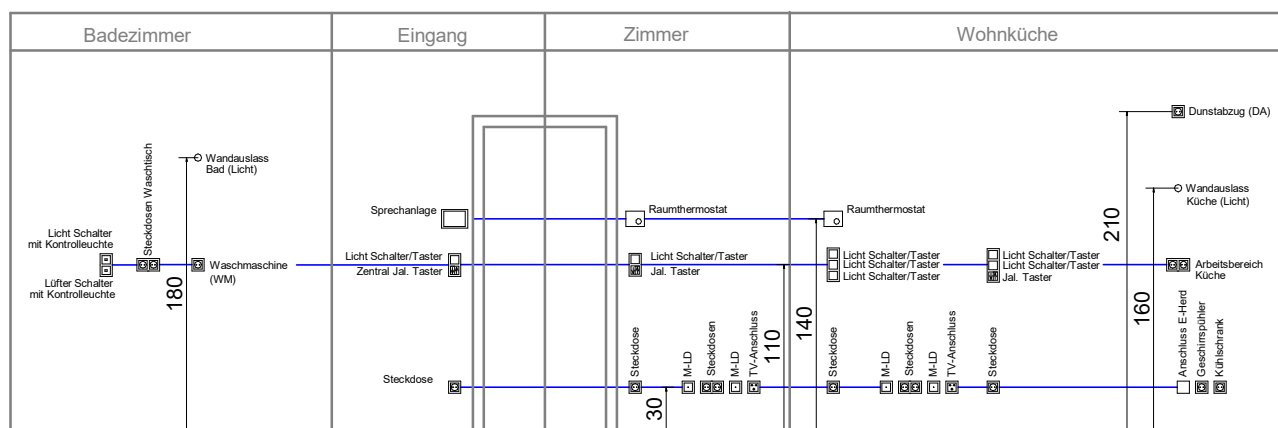 Badezimmer
Eingang
Zimmer
Wohnküche
Dunstabzug (DA)
Steckdosen Waschtisch
Wandauslass
Bad (Licht)
Wandauslass
Küche (Licht)
Sprechanlage
Raumthermostat
Raumthermostat
210
Licht Schalter
mit Kontrolleuchte
Lüfter Schalter
mit Kontrolleuchte
Waschmaschine
(WM)
180
Licht Schalter/Taster
Zentral Jal. Taster
Licht Schalter/Taster
Jal. Taster
Licht Schalter/Taster
Licht Schalter/Taster
Licht Schalter/Taster
Licht Schalter/Taster
Licht Schalter/Taster
Jal. Taster
Arbeitsbereich
Küche
160
140
110
Steckdose
Steckdose
M-LD
Steckdosen
M-LD
TV-Anschluss
Steckdose
M-LD
Steckdosen
M-LD
TV-Anschluss
Steckdose
Anschluss E-Herd
Geschirrspühler
Kühlschrank
30